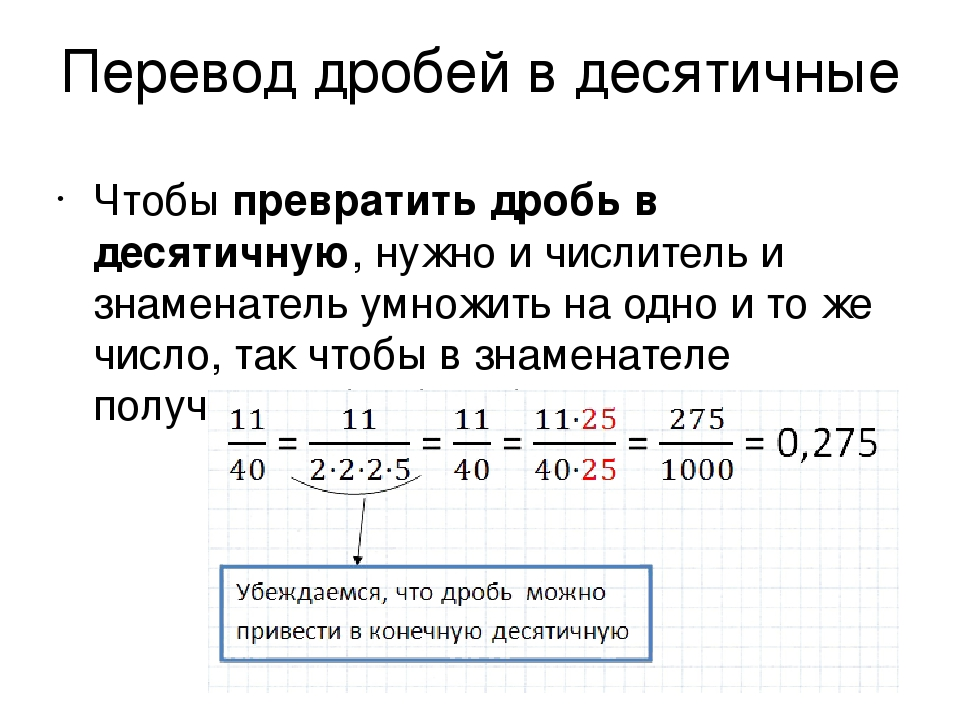 Перевод дробей в десятичные
· Чтобы превратить дробь в
десятичную, нужно и числитель и
знаменатель умножить на одно и то же
число, так чтобы в знаменателе
11/40 = 11/(2·2·2·5) = 11/40 = (11·25)/(40·25) = 275/1000 = 0,275
Убеждаемся, что дробь можно
привести в конечную десятичную